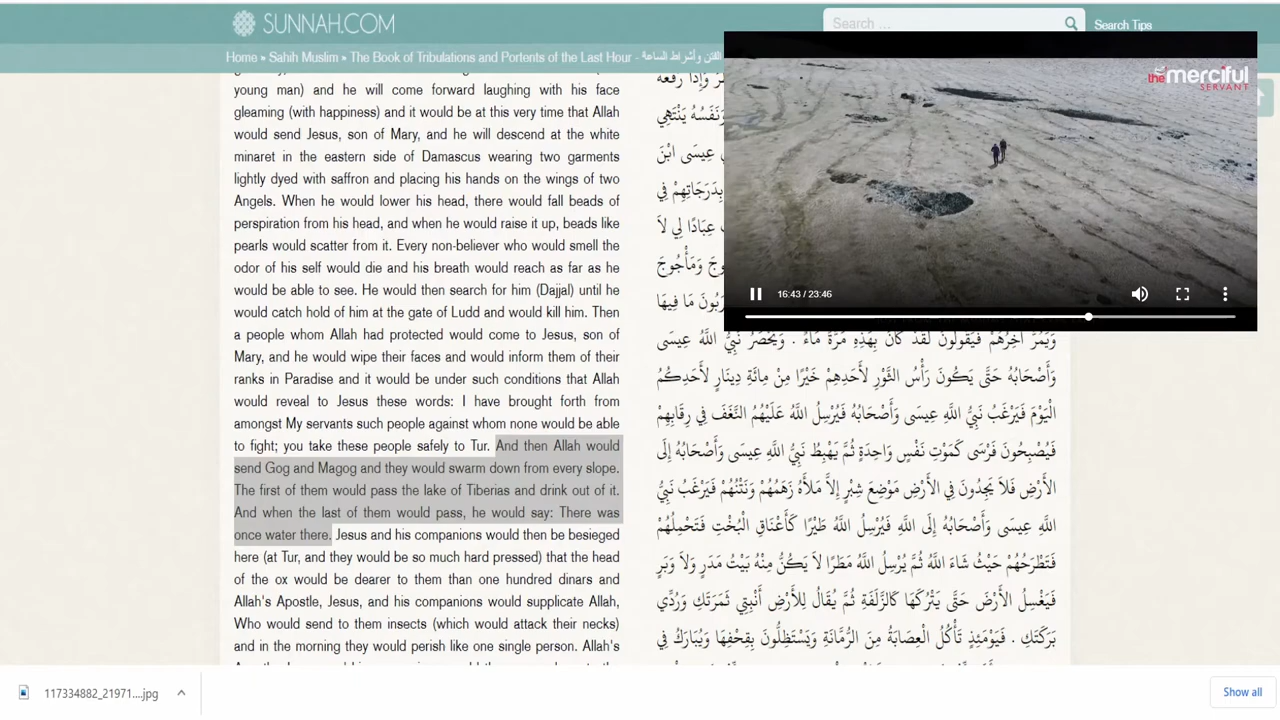 SUNNAH.COM
Search ...
Search Tips
Home » Sahih Muslim » The Book of Tribulations and Portents of the Last Hour - الفتن وأشراط الساعة
young man) and he will come forward laughing with his face
gleaming (with happiness) and it would be at this very time that Allah
would send Jesus, son of Mary, and he will descend at the white
minaret in the eastern side of Damascus wearing two garments
lightly dyed with saffron and placing his hands on the wings of two
Angels. When he would lower his head, there would fall beads of
perspiration from his head, and when he would raise it up, beads like
pearls would scatter from it. Every non-believer who would smell the
odor of his self would die and his breath would reach as far as he
would be able to see. He would then search for him (Dajjal) until he
would catch hold of him at the gate of Ludd and would kill him. Then
a people whom Allah had protected would come to Jesus, son of
Mary, and he would wipe their faces and would inform them of their
ranks in Paradise and it would be under such conditions that Allah
would reveal to Jesus these words: I have brought forth from
amongst My servants such people against whom none would be able
to fight; you take these people safely to Tur. And then Allah would
send Gog and Magog and they would swarm down from every slope.
The first of them would pass the lake of Tiberias and drink out of it.
And when the last of them would pass, he would say: There was
once water there. Jesus and his companions would then be besieged
here (at Tur, and they would be so much hard pressed) that the head
of the ox would be dearer to them than one hundred dinars and
Allah's Apostle, Jesus, and his companions would supplicate Allah,
Who would send to them insects (which would attack their necks)
and in the morning they would perish like one single person. Allah's
وَإِذَا رَفَعَهُ
وَنَفَسُهُ يَنْتَهِي
عِيسَى ابْنَ
بِدَرَجَاتِهِمْ فِي
عِبَادًا لِي لاَ
وَمَأْجُوجَ
مَا فِيهَا
وَيَمُرُّ آخِرُهُمْ فَيَقُولُونَ لَقَدْ كَانَ بِهَذِهِ مَرَّةً مَاءٌ ‏.‏ وَيُحْصَرُ نَبِيُّ اللَّهِ عِيسَى
وَأَصْحَابُهُ حَتَّى يَكُونَ رَأْسُ الثَّوْرِ لأَحَدِهِمْ خَيْرًا مِنْ مِائَةِ دِينَارٍ لأَحَدِكُمُ
الْيَوْمَ فَيَرْغَبُ نَبِيُّ اللَّهِ عِيسَى وَأَصْحَابُهُ فَيُرْسِلُ اللَّهُ عَلَيْهِمُ النَّغَفَ فِي رِقَابِهِمْ
فَيُصْبِحُونَ فَرْسَى كَمَوْتِ نَفْسٍ وَاحِدَةٍ ثُمَّ يَهْبِطُ نَبِيُّ اللَّهِ عِيسَى وَأَصْحَابُهُ إِلَى
الأَرْضِ فَلاَ يَجِدُونَ فِي الأَرْضِ مَوْضِعَ شِبْرٍ إِلاَّ مَلأَهُ زَهَمُهُمْ وَنَتْنُهُمْ فَيَرْغَبُ نَبِيُّ
اللَّهِ عِيسَى وَأَصْحَابُهُ إِلَى اللَّهِ فَيُرْسِلُ اللَّهُ طَيْرًا كَأَعْنَاقِ الْبُخْتِ فَتَحْمِلُهُمْ
فَتَطْرَحُهُمْ حَيْثُ شَاءَ اللَّهُ ثُمَّ يُرْسِلُ اللَّهُ مَطَرًا لاَ يَكُنُّ مِنْهُ بَيْتُ مَدَرٍ وَلاَ وَبَرٍ
فَيَغْسِلُ الأَرْضَ حَتَّى يَتْرُكَهَا كَالزَّلَفَةِ ثُمَّ يُقَالُ لِلأَرْضِ أَنْبِتِي ثَمَرَتَكِ وَرُدِّي
بَرَكَتَكِ ‏.‏ فَيَوْمَئِذٍ تَأْكُلُ الْعِصَابَةُ مِنَ الرُّمَّانَةِ وَيَسْتَظِلُّونَ بِقِحْفِهَا وَيُبَارَكُ فِي
the merciful
SERVANT
16:43 / 23:46
117334882_21971....jpg
Show all